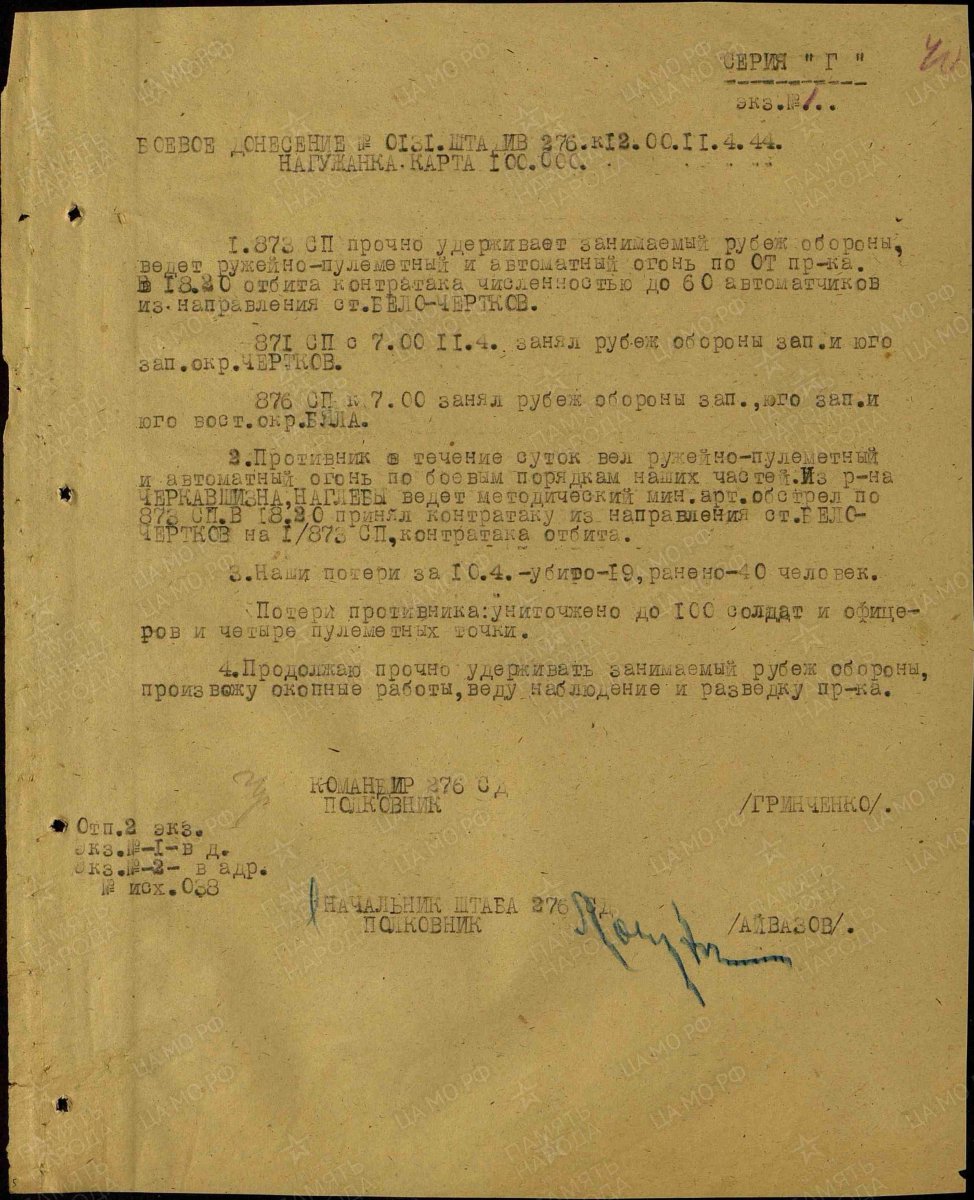 СЕРИЯ " Г "
экз.№1..
БОЕВОЕ ДОНЕСЕНИЕ № 0131.ШТАДИВ 276.к12.00.11.4.44.
НАГУЖАНКА.КАРТА 100.000.
1.873 СП прочно удерживает занимаемый рубеж обороны,
ведет ружейно-пулеметный и автоматный огонь по ОТ пр-ка.
В 18.20 отбита контратака численностью до 60 автоматчиков
из направления ст.БЕЛО-ЧЕРТКОВ.
871 СП с 7.00 11.4. занял рубеж обороны зап.и юго
зап.окр.ЧЕРТКОВ.
876 СП к 7.00 занял рубеж обороны зап.,юго зап.и
юго вост.окр.БЯЛА.
2.Противник в течение суток вел ружейно-пулеметный
и автоматный огонь по боевым порядкам наших частей.Из р-на
ЧЕРКАВШИЗНА,НАГЛЕБЫ ведет методический мин.арт.обстрел по
873 СП.В 18.20 принял контратаку из направления ст.БЕЛО-
ЧЕРТКОВ на 1/873 СП,контратака отбита.
3.Наши потери за 10.4.-убито-19,ранено-40 человек.
Потери противника:униточжено до 100 солдат и офице-
ров и четыре пулеметных точки.
4.Продолжаю прочно удерживать занимаемый рубеж обороны,
произвожу окопные работы,веду наблюдение и разведку пр-ка.
КОМАНДИР 276 СД
ПОЛКОВНИК /ГРИНЧЕНКО/.
Отп.2 экз.
экз.№-1-в д.
экз.№-2- в адр.
№ исх.038
НАЧАЛЬНИК ШТАБА 276 СД
ПОЛКОВНИК /АЙВАЗОВ/.